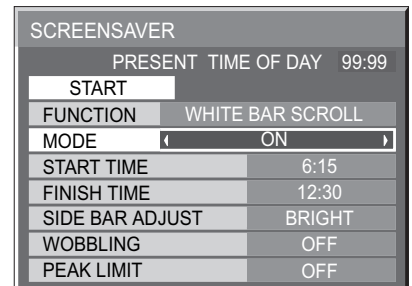 SCREENSAVER
PRESENT TIME OF DAY 99:99
START
FUNCTION WHITE BAR SCROLL
MODE ON
START TIME 6:15
FINISH TIME 12:30
SIDE BAR ADJUST BRIGHT
WOBBLING OFF
PEAK LIMIT OFF